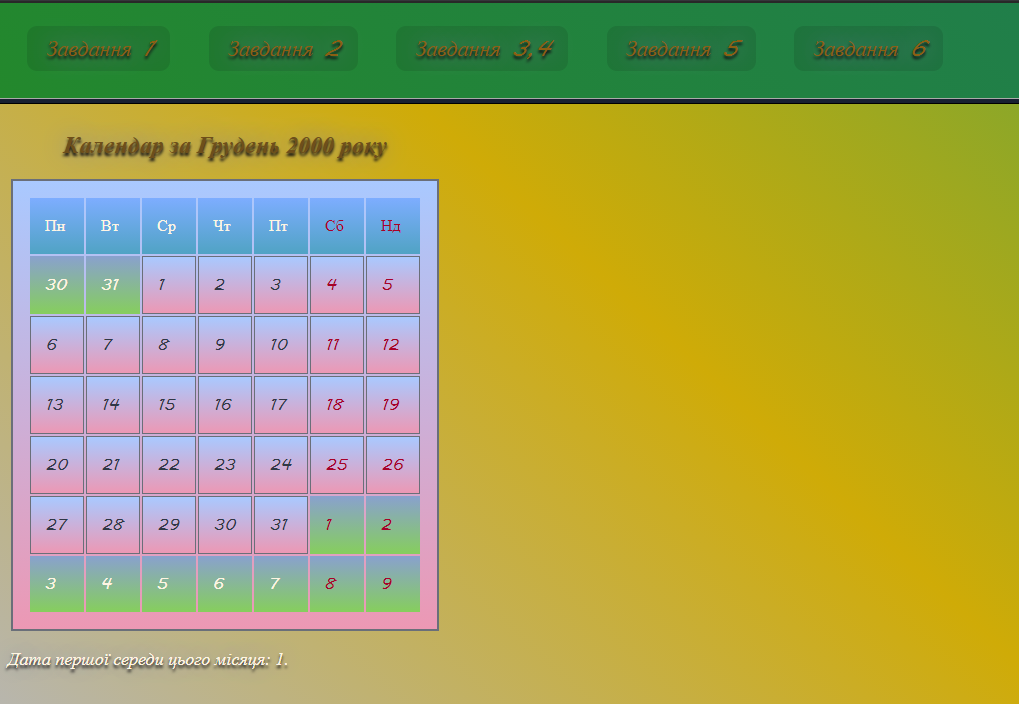 Завдання 1 Завдання 2 Завдання 3,4 Завдання 5 Завдання 6
Календар за Грудень 2000 року
Пн Вт Ср Чт Пт Сб Нд
30 31 1 2 3 4 5
6 7 8 9 10 11 12
13 14 15 16 17 18 19
20 21 22 23 24 25 26
27 28 29 30 31 1 2
3 4 5 6 7 8 9
Дата першої середи цього місяця: 1.